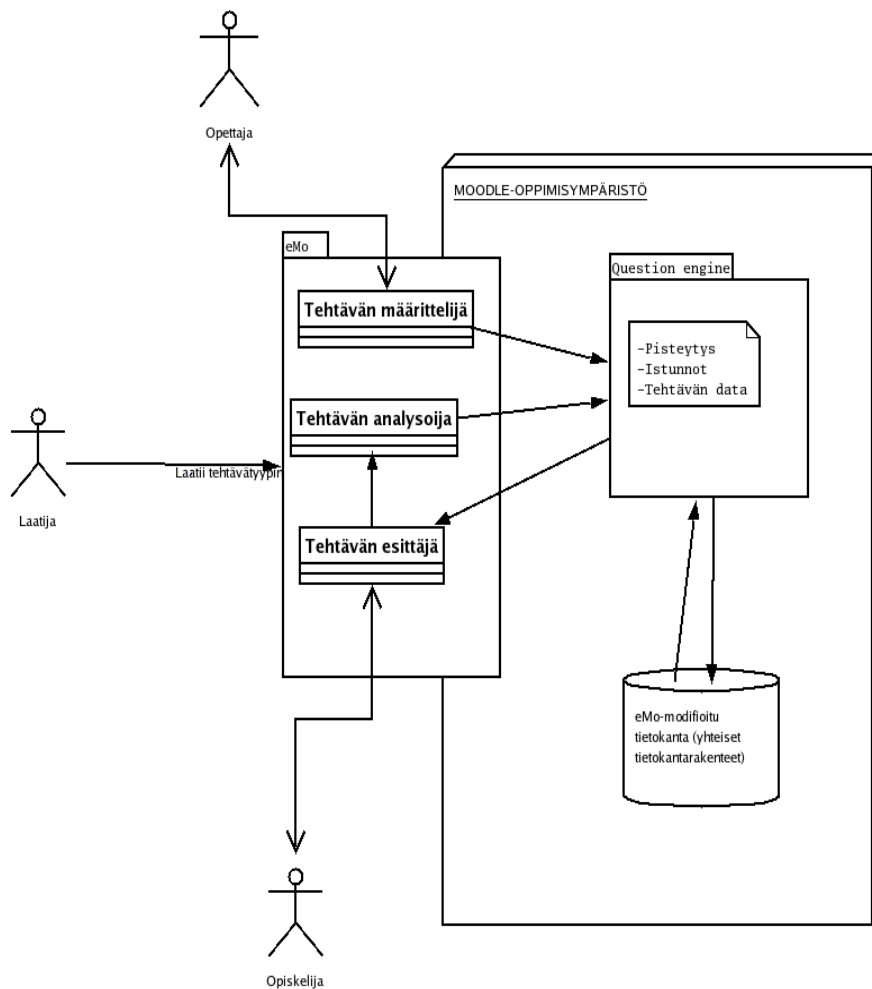 Opettaja
MOODLE-OPPIMISYMPÄRISTÖ
eMo
Question engine
Tehtävän määrittelijä
-Pisteytys
-Istunnot
-Tehtävän data
Tehtävän analysoija
Laatii tehtävätyypin
Laatija
Tehtävän esittäjä
eMo-modifioitu
tietokanta (yhteiset
tietokantarakenteet)
Opiskelija